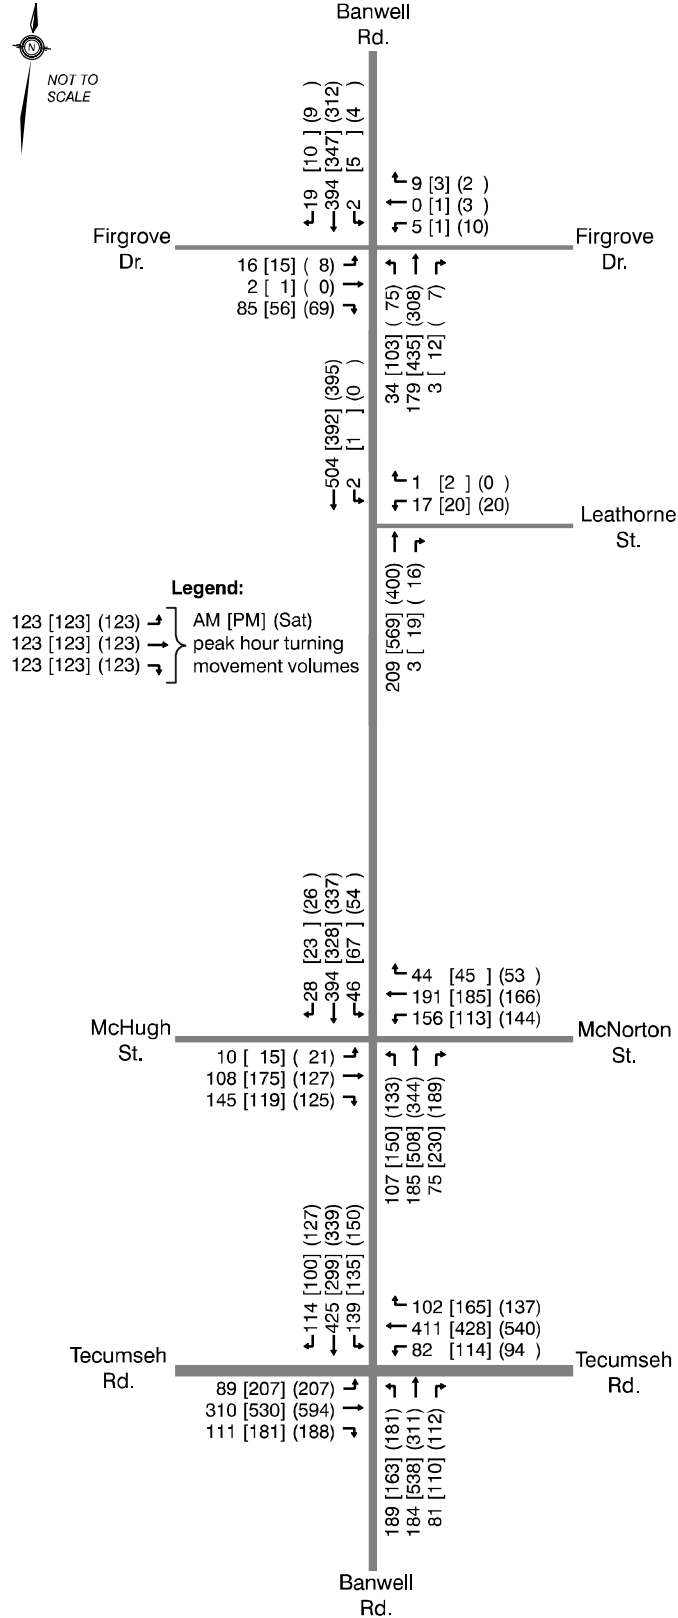 Banwell
Rd.
N
NOT TO
SCALE
19 [10 ] (9 )
394 [347] (312)
2 [5 ] (4 )
9 [3] (2 )
0 [1] (3 )
5 [1] (10)
Firgrove
Dr.
Firgrove
Dr.
16 [15] ( 8)
2 [ 1] ( 0)
85 [56] (69)
34 [103] ( 75)
179 [435] (308)
3 [ 12] ( 7)
504 [392] (395)
2 [1 ] (0 )
1 [2 ] (0 )
17 [20] (20)
Leathorne
St.
209 [569] (400)
3 [ 19] ( 16)
Legend:
123 [123] (123)
123 [123] (123)
123 [123] (123)
AM [PM] (Sat)
peak hour turning
movement volumes
28 [23 ] (26 )
394 [328] (337)
46 [67 ] (54 )
44 [45 ] (53 )
191 [185] (166)
156 [113] (144)
McHugh
St.
McNorton
St.
10 [ 15] ( 21)
108 [175] (127)
145 [119] (125)
107 [150] (133)
185 [508] (344)
75 [230] (189)
114 [100] (127)
425 [299] (339)
139 [135] (150)
102 [165] (137)
411 [428] (540)
82 [114] (94 )
Tecumseh
Rd.
Tecumseh
Rd.
89 [207] (207)
310 [530] (594)
111 [181] (188)
189 [163] (181)
184 [538] (311)
81 [110] (112)
Banwell
Rd.